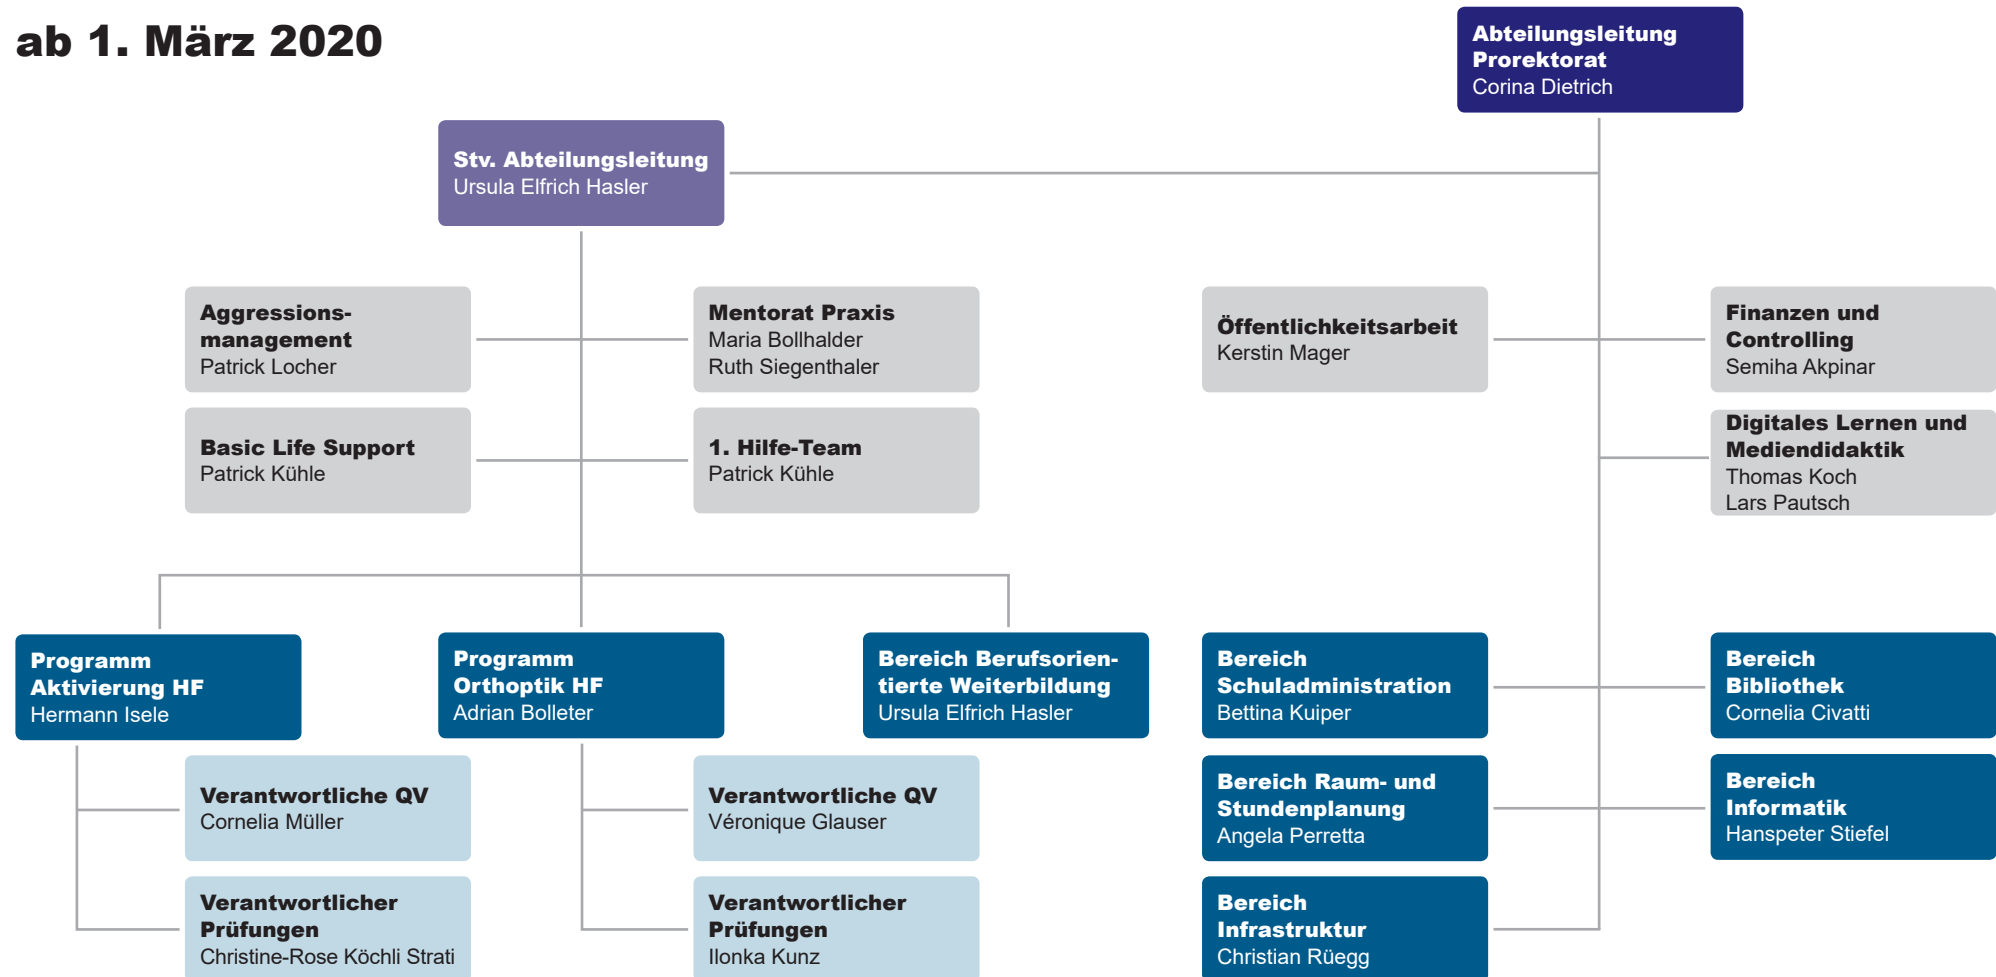 ab 1. März 2020
Abteilungsleitung
Prorektorat
Corina Dietrich
Stv. Abteilungsleitung
Ursula Elfrich Hasler
Aggressions-
management
Patrick Locher
Mentorat Praxis
Maria Bollhalder
Ruth Siegenthaler
Öffentlichkeitsarbeit
Kerstin Mager
Finanzen und
Controlling
Semiha Akpinar
Basic Life Support
Patrick Kühle
1. Hilfe-Team
Patrick Kühle
Digitales Lernen und
Mediendidaktik
Thomas Koch
Lars Pautsch
Programm
Aktivierung HF
Hermann Isele
Programm
Orthoptik HF
Adrian Bolleter
Bereich Berufsorien-
tierte Weiterbildung
Ursula Elfrich Hasler
Bereich
Schuladministration
Bettina Kuiper
Bereich
Bibliothek
Cornelia Civatti
Verantwortliche QV
Cornelia Müller
Verantwortliche QV
Véronique Glauser
Bereich Raum- und
Stundenplanung
Angela Perretta
Bereich
Informatik
Hanspeter Stiefel
Verantwortlicher
Prüfungen
Christine-Rose Köchli Strati
Verantwortlicher
Prüfungen
Ilonka Kunz
Bereich
Infrastruktur
Christian Rüegg